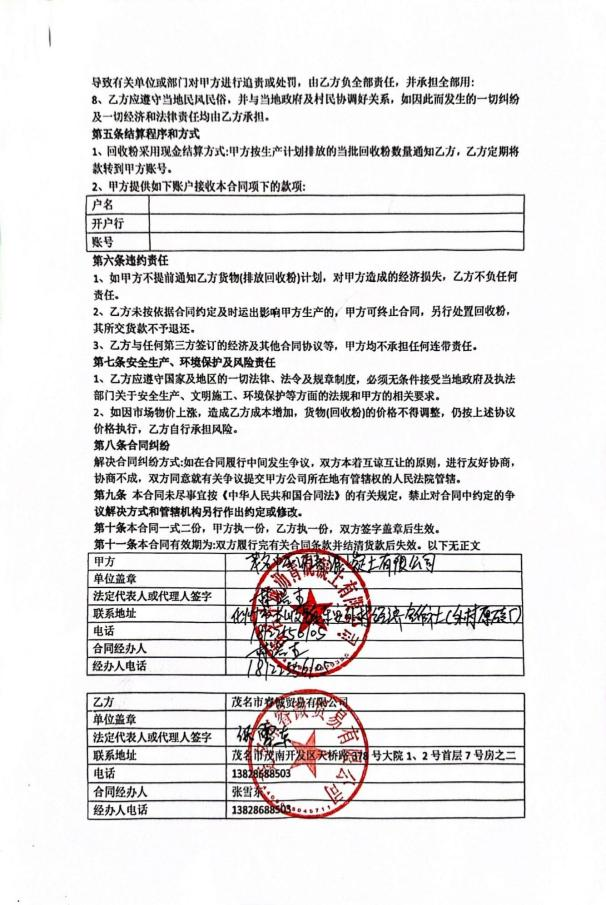 导致有关单位或部门对甲方进行追责或处罚，由乙方负全部责任，并承担全部用:
8、乙方应遵守当地民风民俗，并与当地政府及村民协调好关系，如因此而发生的一切纠纷
及一切经济和法律责任均由乙方承担。
第五条结算程序和方式
1、回收粉采用现金结算方式:甲方按生产计划排放的当批回收粉数量通知乙方，乙方定期将
款转到甲方账号。
2、甲方提供如下账户接收本合同项下的款项:
户名
开户行
账号
第六条违约责任
1、如甲方不提前通知乙方货物(排放回收粉)计划，对甲方造成的经济损失，乙方不负任何
责任。
2、乙方未按依据合同约定及时运出影响甲方生产的，甲方可终止合同，另行处置回收粉，
其所交货款不予退还。
3、乙方与任何第三方签订的经济及其他合同协议等，甲方均不承担任何连带责任。
第七条安全生产、环境保护及风险责任
1、乙方应遵守国家及地区的一切法律、法令及规章制度，必须无条件接受当地政府及执法
部门关于安全生产、文明施工、环境保护等方面的法规和甲方的相关要求。
2、如因市场物价上涨，造成乙方成本增加，货物(回收粉)的价格不得调整，仍按上述协议
价格执行，乙方自行承担风险。
第八条合同纠纷
解决合同纠纷方式:如在合同履行中间发生争议，双方本着互谅互让的原则，进行友好协商，
协商不成，双方同意就有关争议提交甲方公司所在地有管辖权的人民法院管辖。
第九条 本合同未尽事宜按《中华人民共和国合同法》的有关规定，禁止对合同中约定的争
议解决方式和管辖机构另行作出约定或修改。
第十条本合同一式二份，甲方执一份，乙方执一份，双方签字盖章后生效。
第十一条本合同有效期为:双方履行完有关合同条款并结清货款后失效。以下无正文
甲方 茂名 土有限公司
单位盖章
法定代表人或代理人签字
联系地址 经济合作社
电话
合同经办人
经办人电话
乙方 茂名市睿诚贸易有限公司
单位盖章
法定代表人或代理人签字 张雪东
联系地址 茂名市茂南开发区天桥路 378 号大院 1、2 号首层 7 号房之二
电话 13828688503
合同经办人 张雪东
经办人电话 13828688503